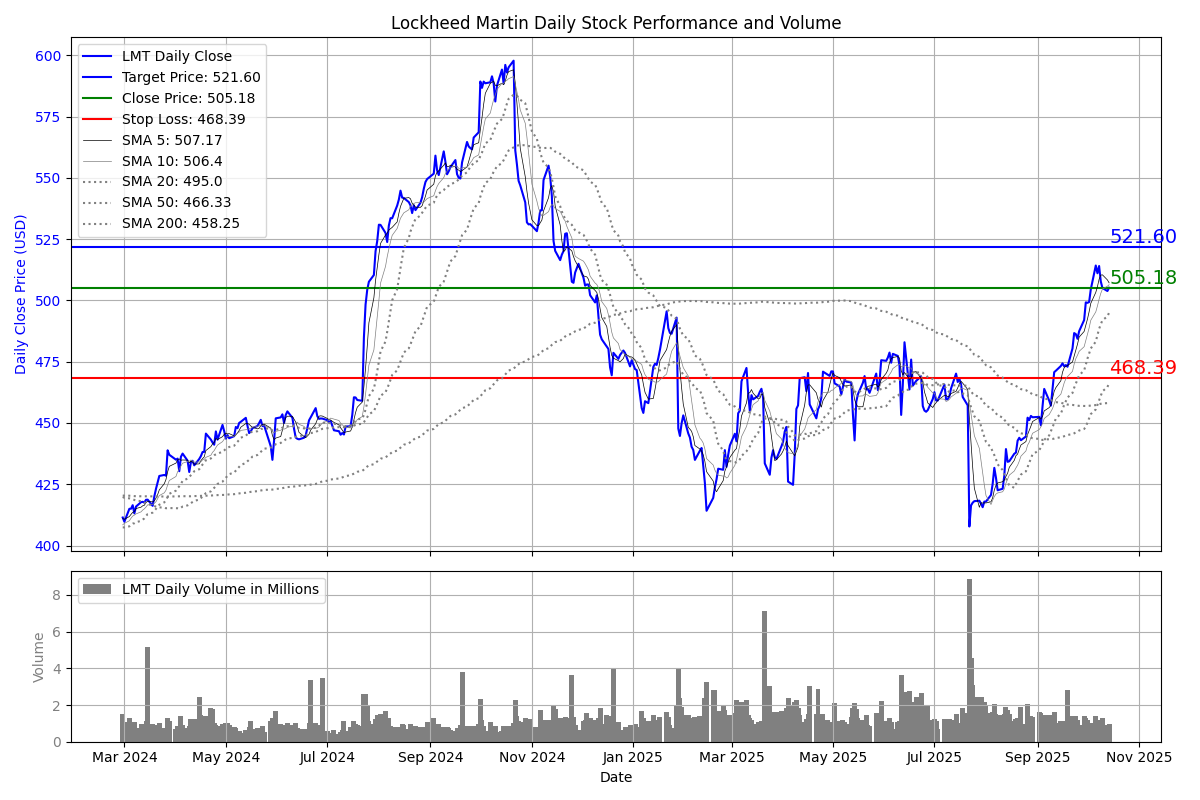 Lockheed Martin Daily Stock Performance and Volume
Daily Close Price (USD)
600
575
550
525
500
475
450
425
400
LMT Daily Close
Target Price: 521.60
Close Price: 505.18
Stop Loss: 468.39
SMA 5: 507.17
SMA 10: 506.4
SMA 20: 495.0
SMA 50: 466.33
SMA 200: 458.25
521.60
505.18
468.39
Volume
8
6
4
2
0
LMT Daily Volume in Millions
Mar 2024 May 2024 Jul 2024 Sep 2024 Nov 2024 Jan 2025 Mar 2025 May 2025 Jul 2025 Sep 2025 Nov 2025
Date